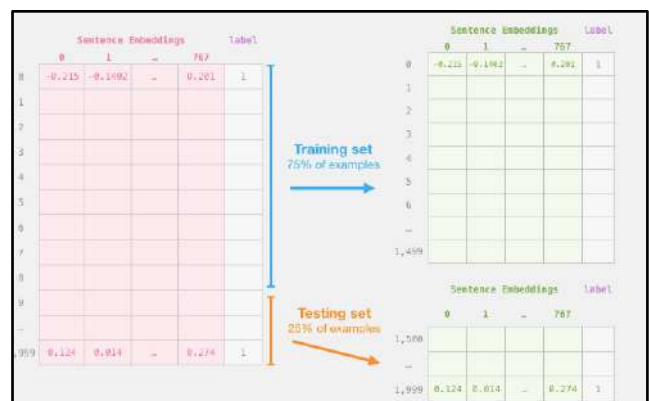 Sentence Embeddings label
0 1 … 767
0 -0.215 -0.1402 … 0.201 1
1
2
3
4
5
6
7
8
9
…
,999 0.124 0.014 … 0.274 1
Training set
75% of examples
Testing set
25% of examples
Sentence Embeddings label
0 1 … 767
0 -0.215 -0.1402 … 0.201 1
1
2
3
4
5
6
…
1,499
Sentence Embeddings label
0 1 … 767
1,500
…
1,999 0.124 0.014 … 0.274 1